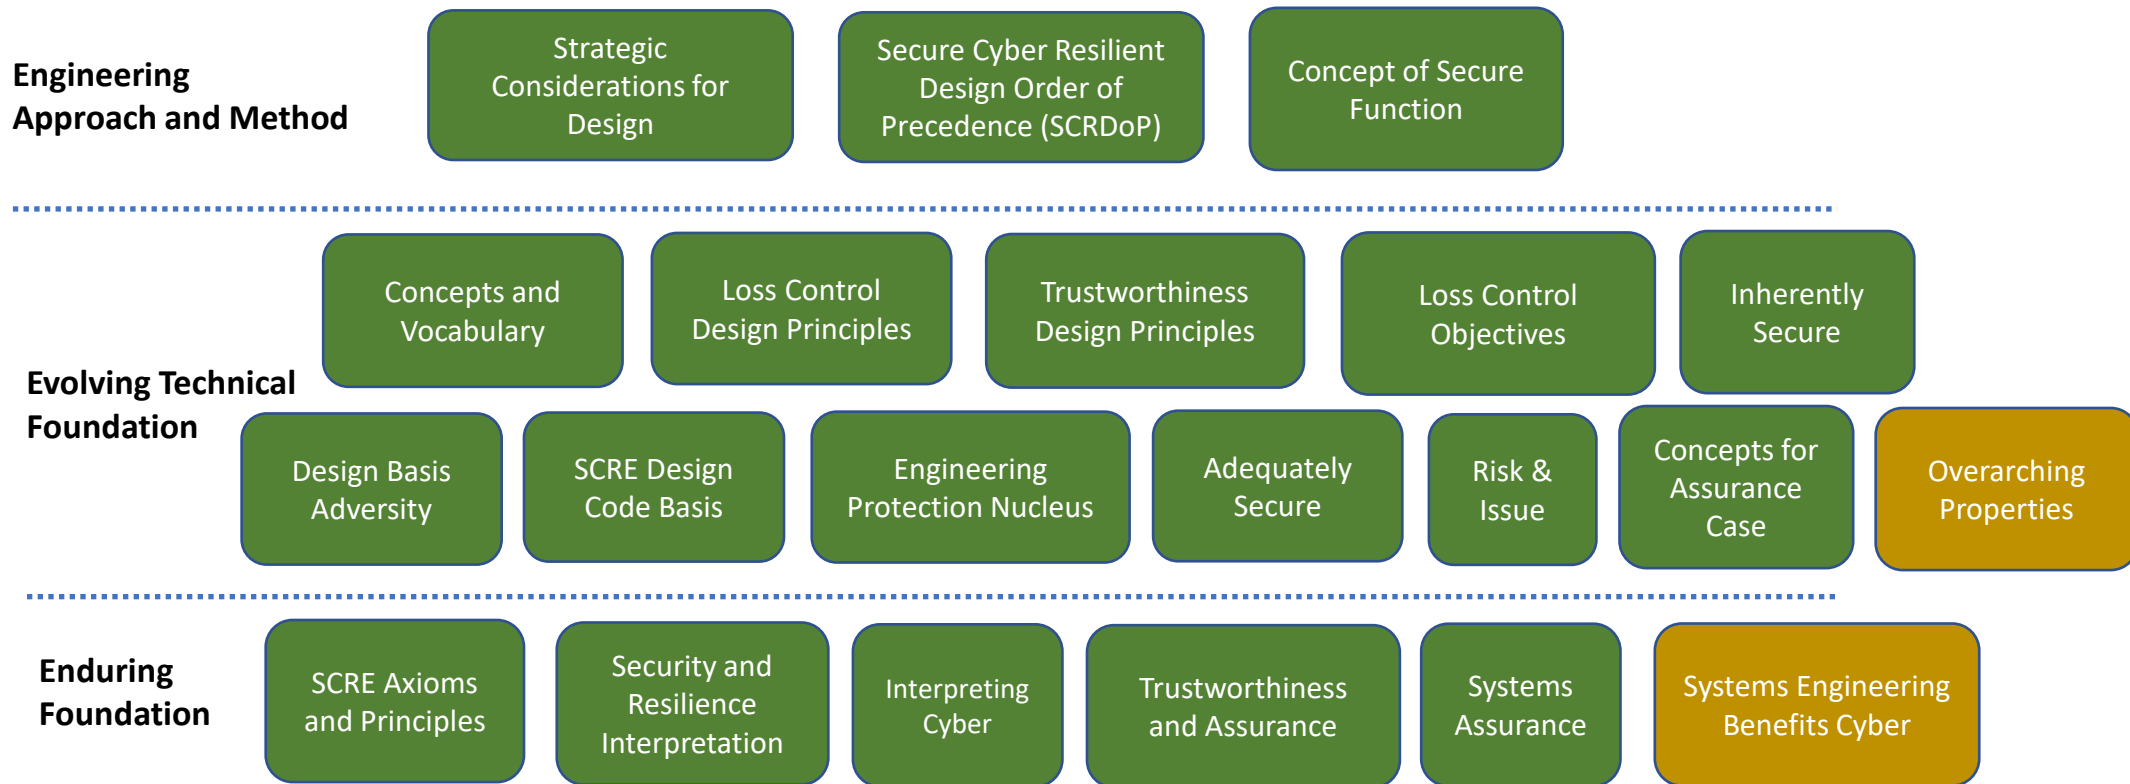 Engineering
Approach and Method
Strategic
Considerations for
Design
Secure Cyber Resilient
Design Order of
Precedence (SCRDoP)
Concept of Secure
Function
Evolving Technical
Foundation
Concepts and
Vocabulary
Loss Control
Design Principles
Trustworthiness
Design Principles
Loss Control
Objectives
Inherently
Secure
Design Basis
Adversity
SCRE Design
Code Basis
Engineering
Protection Nucleus
Adequately
Secure
Risk &
Issue
Concepts for
Assurance
Case
Overarching
Properties
Enduring
Foundation
SCRE Axioms
and Principles
Security and
Resilience
Interpretation
Interpreting
Cyber
Trustworthiness
and Assurance
Systems
Assurance
Systems Engineering
Benefits Cyber